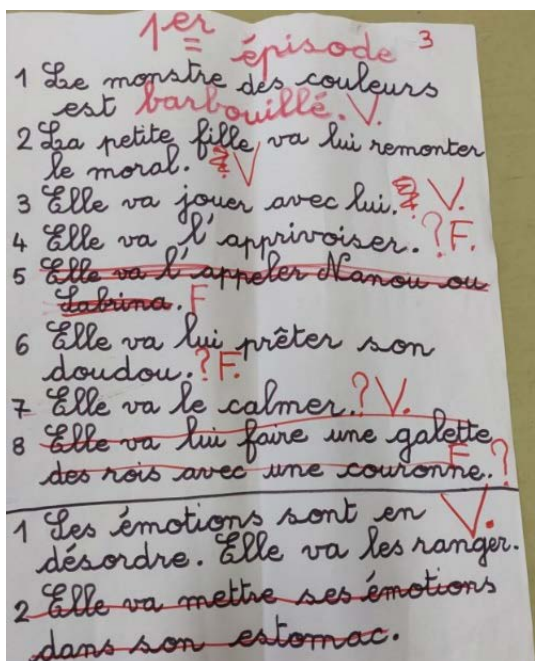 1er épisode 3
1 Le monstre des couleurs
est barbouillé. V.
2 La petite fille va lui remonter
le moral. V
3 Elle va jouer avec lui. V.
4 Elle va l'apprivoiser. ? F.
5 Elle va l'appeler Nanou ou
Sabrina. F
6 Elle va lui prêter son
doudou. ? F.
7 Elle va le calmer. ? V.
8 Elle va lui faire une galette
des rois avec une couronne. F ?
1 Les émotions sont en V.
désordre. Elle va les ranger.
2 Elle va mettre ses émotions
dans son estomac.